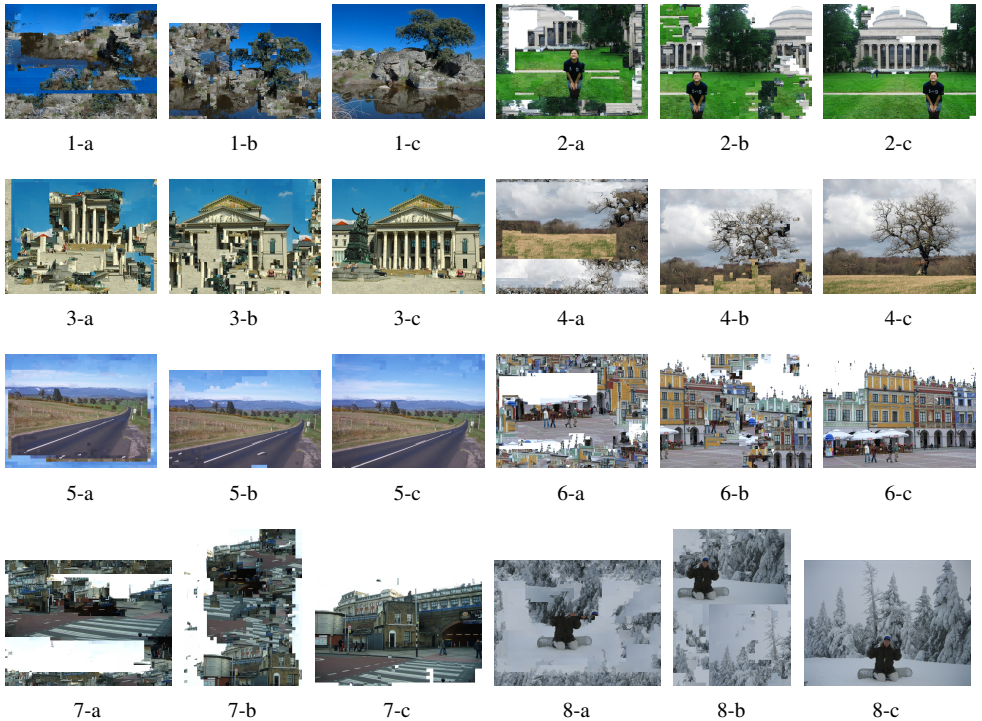 1-a 1-b 1-c 2-a 2-b 2-c
3-a 3-b 3-c 4-a 4-b 4-c
5-a 5-b 5-c 6-a 6-b 6-c
7-a 7-b 7-c 8-a 8-b 8-c